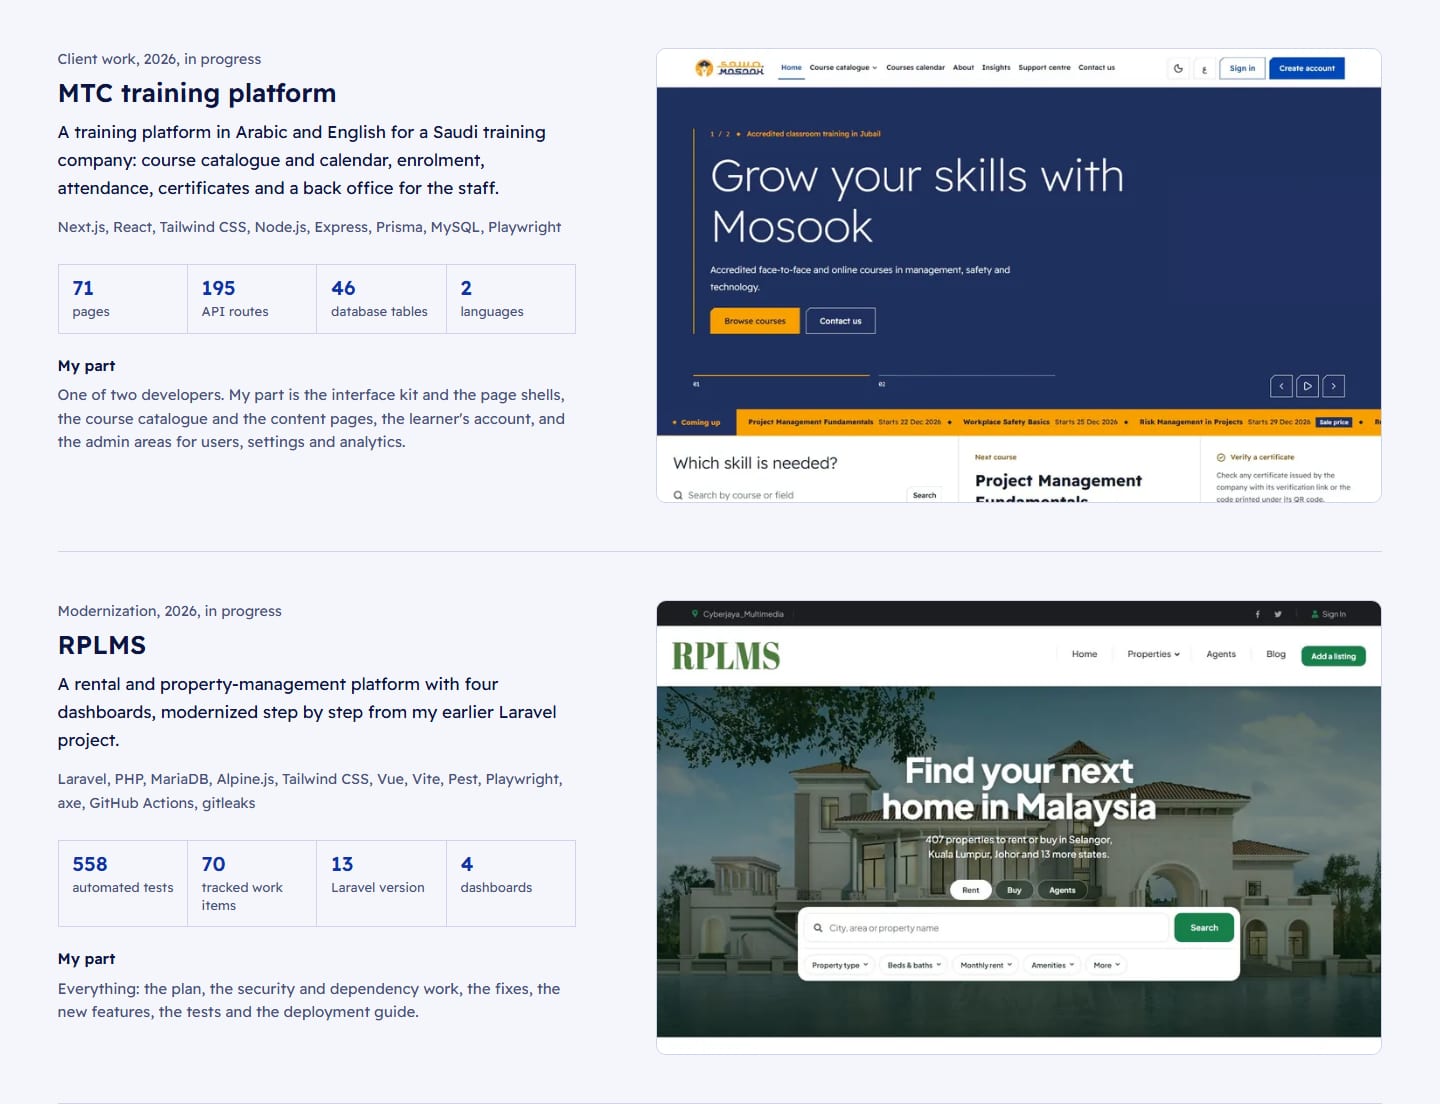 Client work, 2026, in progress
MTC training platform
A training platform in Arabic and English for a Saudi training
company: course catalogue and calendar, enrolment,
attendance, certificates and a back office for the staff.
Next.js, React, Tailwind CSS, Node.js, Express, Prisma, MySQL, Playwright
71
pages
195
API routes
46
database tables
2
languages
My part
One of two developers. My part is the interface kit and the page shells,
the course catalogue and the content pages, the learner's account, and
the admin areas for users, settings and analytics.
MOSOOK
Home Course catalogue Courses calendar About Insights Support centre Contact us
ع Sign in Create account
1 / 2 Accredited classroom training in Jubail
Grow your skills with
Mosook
Accredited face-to-face and online courses in management, safety and
technology.
Browse courses Contact us
01 02
Coming up Project Management Fundamentals Starts 22 Dec 2026 Workplace Safety Basics Starts 05 Dec 2026 Risk Management in Projects Starts 29 Dec 2026 Sale price
Which skill is needed?
Search by course or field Search
Next course
Project Management
Fundamentals
Verify a certificate
Check any certificate issued by the
company with its verification link or the
code printed under its QR code.
Modernization, 2026, in progress
RPLMS
A rental and property-management platform with four
dashboards, modernized step by step from my earlier Laravel
project.
Laravel, PHP, MariaDB, Alpine.js, Tailwind CSS, Vue, Vite, Pest, Playwright,
axe, GitHub Actions, gitleaks
558
automated tests
70
tracked work
items
13
Laravel version
4
dashboards
My part
Everything: the plan, the security and dependency work, the fixes, the
new features, the tests and the deployment guide.
Cyberjaya_Multimedia Sign In
RPLMS
Home Properties Agents Blog Add a listing
Find your next
home in Malaysia
407 properties to rent or buy in Selangor,
Kuala Lumpur, Johor and 13 more states.
Rent Buy Agents
City, area or property name Search
Property type Beds & baths Monthly rent Amenities More